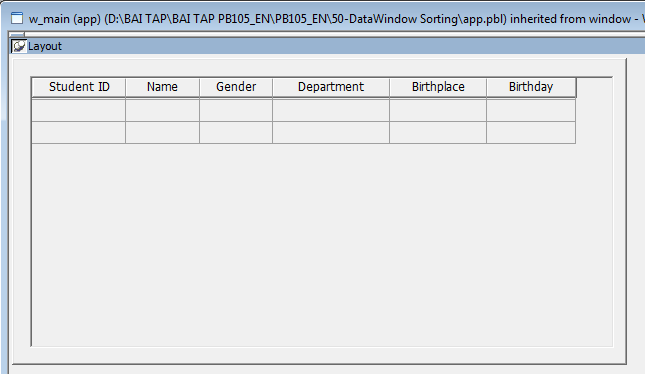 w_main (app) (D:\BAI TAP\BAI TAP PB105_EN\PB105_EN\50-DataWindow Sorting\app.pbl) inherited from window -
Layout
Student ID Name Gender Department Birthplace Birthday